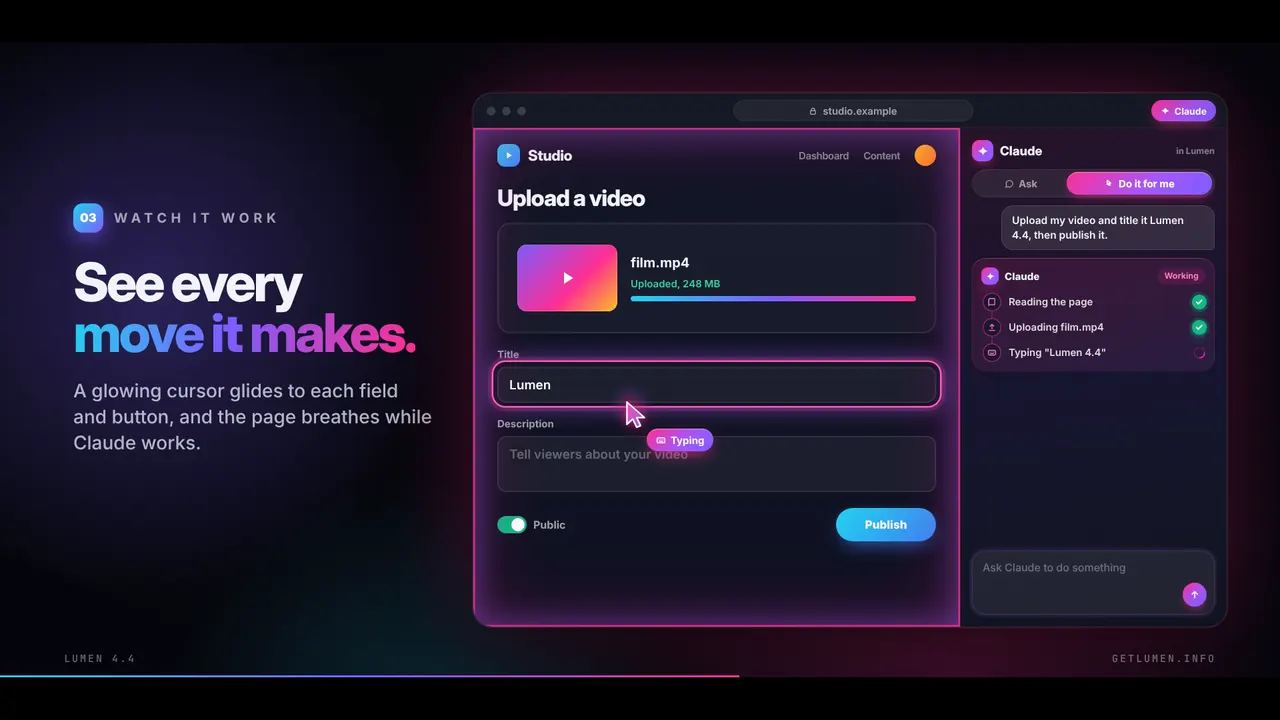 03 WATCH IT WORK
See every
move it makes.
A glowing cursor glides to each field
and button, and the page breathes while
Claude works.
studio.example
Claude
Studio
Dashboard Content
Upload a video
film.mp4
Uploaded, 248 MB
Title
Lumen
Typing
Description
Tell viewers about your video
Public
Publish
Claude
in Lumen
Ask
Do it for me
Upload my video and title it Lumen
4.4, then publish it.
Claude
Working
Reading the page
Uploading film.mp4
Typing "Lumen 4.4"
Ask Claude to do something
LUMEN 4.4
GETLUMEN.INFO